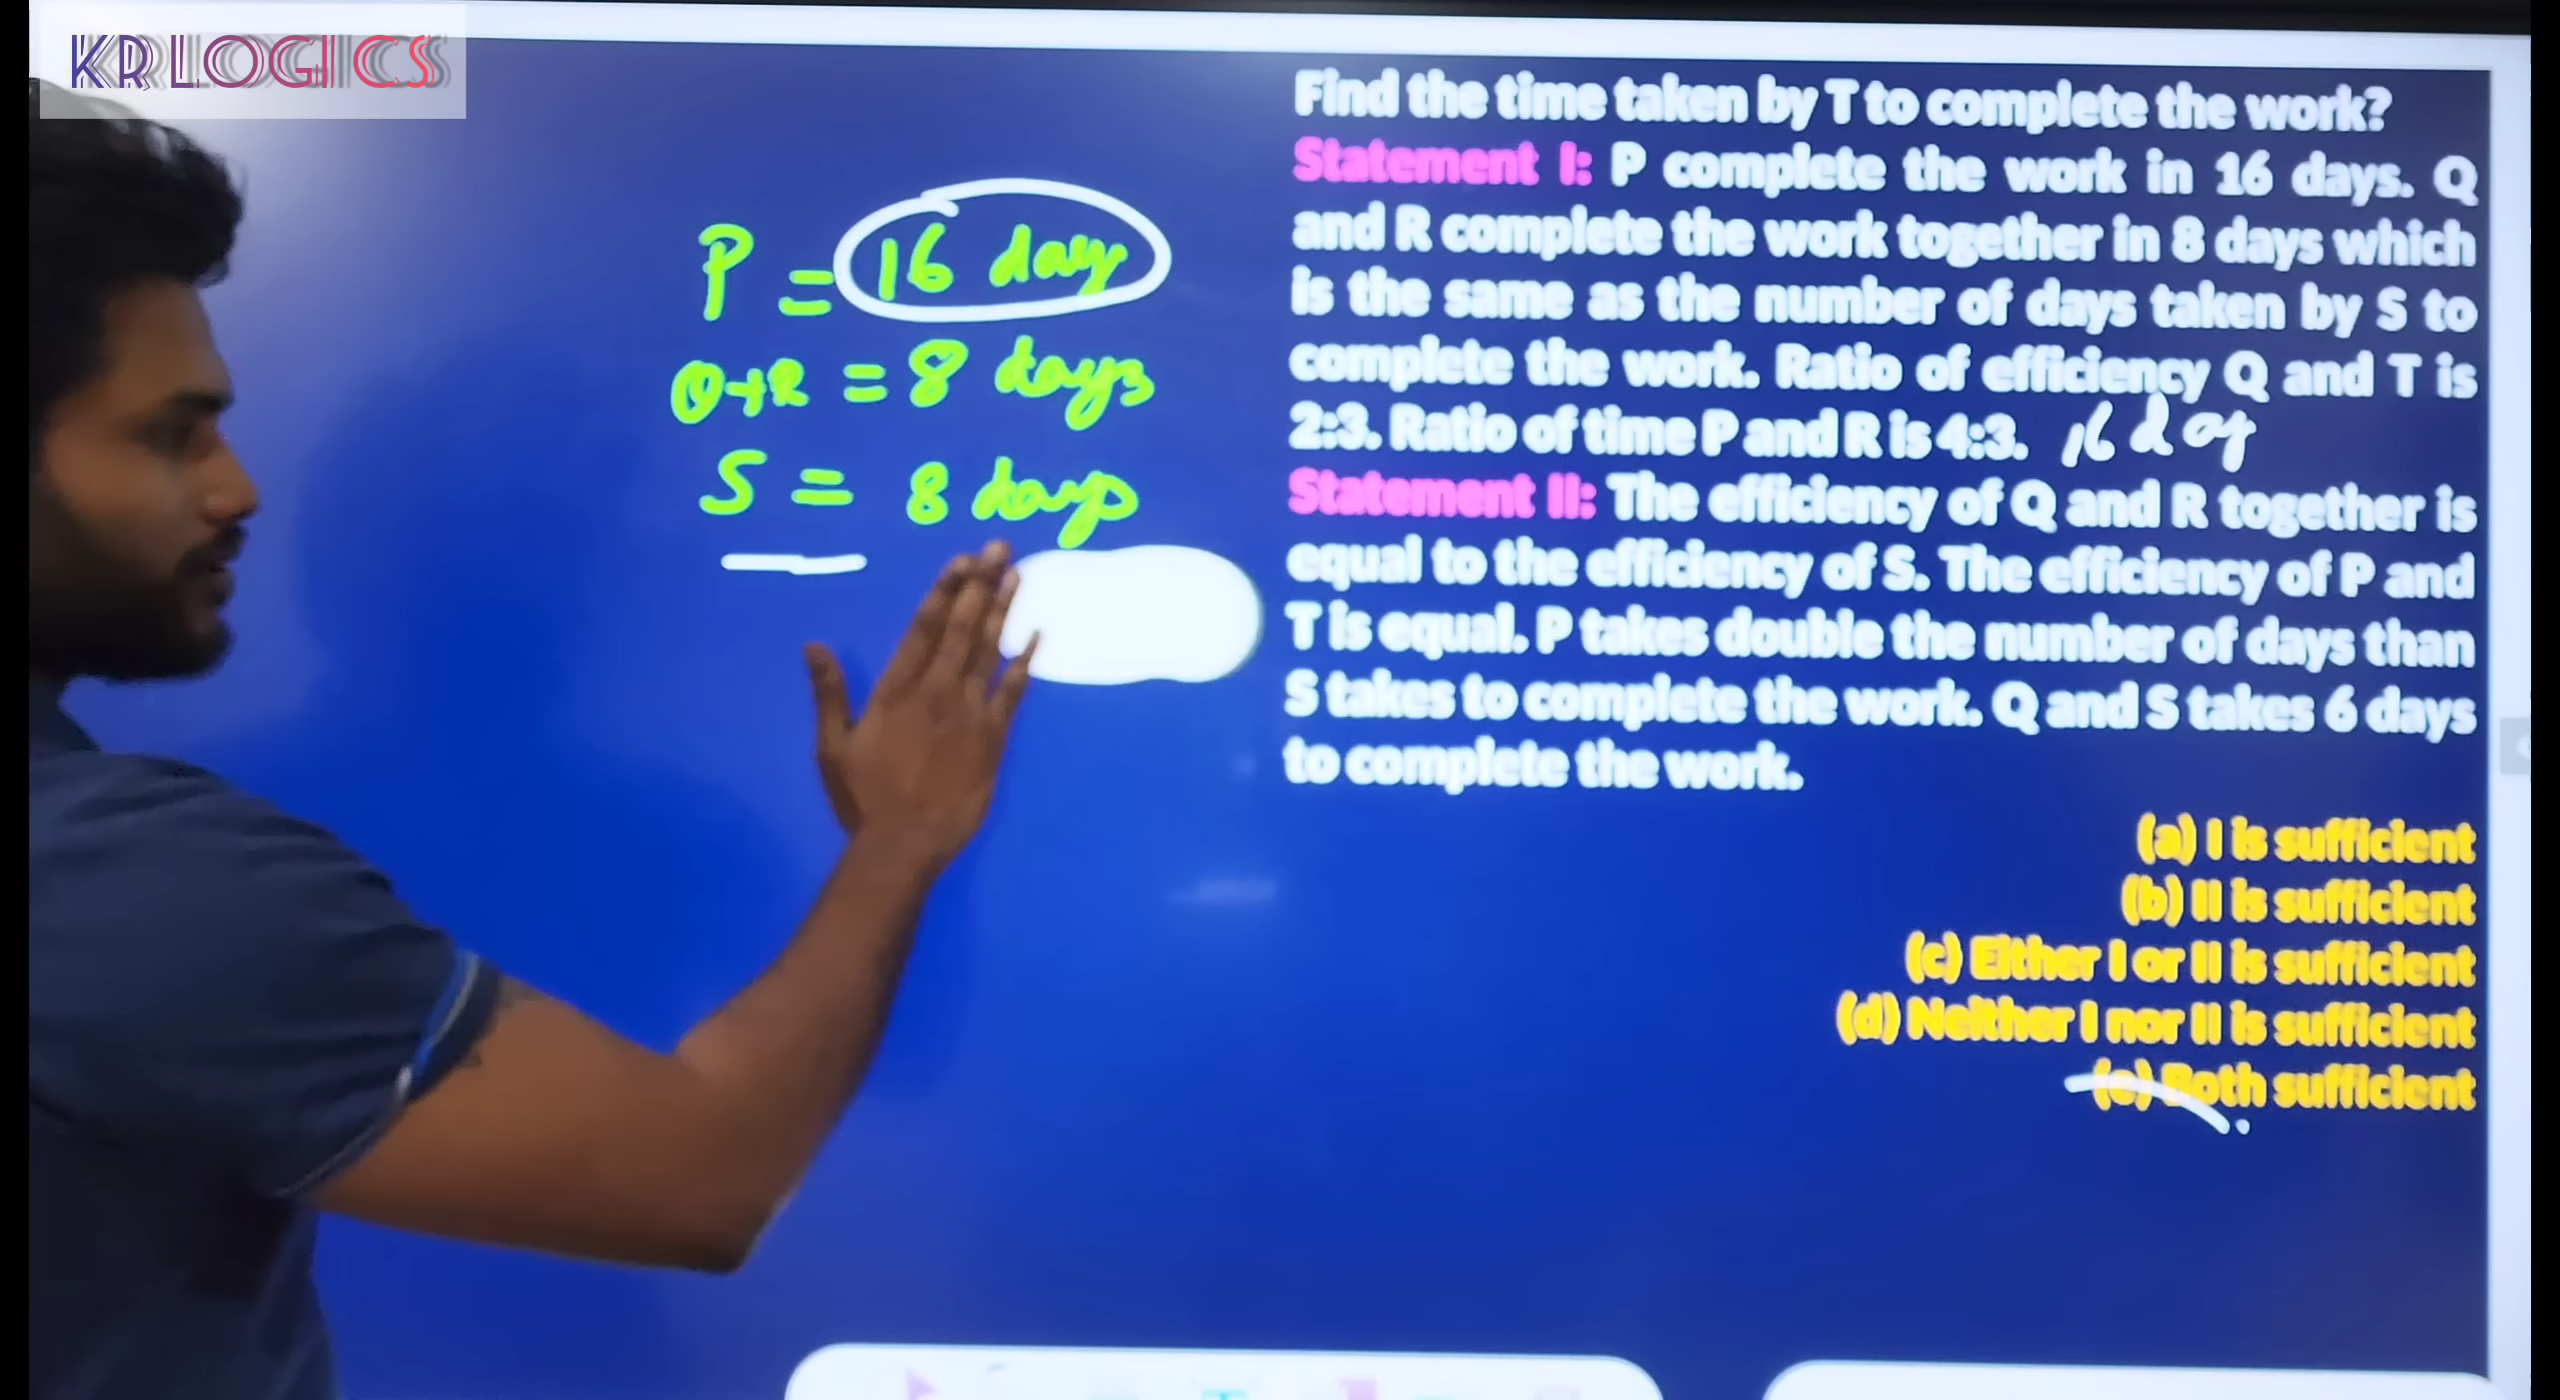 KRLOGICS
P = 16 days
Q+R = 8 days
S = 8 days
Find the time taken by T to complete the work?
Statement I: P complete the work in 16 days. Q
and R complete the work together in 8 days which
is the same as the number of days taken by S to
complete the work. Ratio of efficiency Q and T is
2:3. Ratio of time P and R is 4:3. 16 day
Statement II: The efficiency of Q and R together is
equal to the efficiency of S. The efficiency of P and
T is equal. P takes double the number of days than
S takes to complete the work. Q and S takes 6 days
to complete the work.
(a) I is sufficient
(b) II is sufficient
(c) Either I or II is sufficient
(d) Neither I nor II is sufficient
(e) Both sufficient